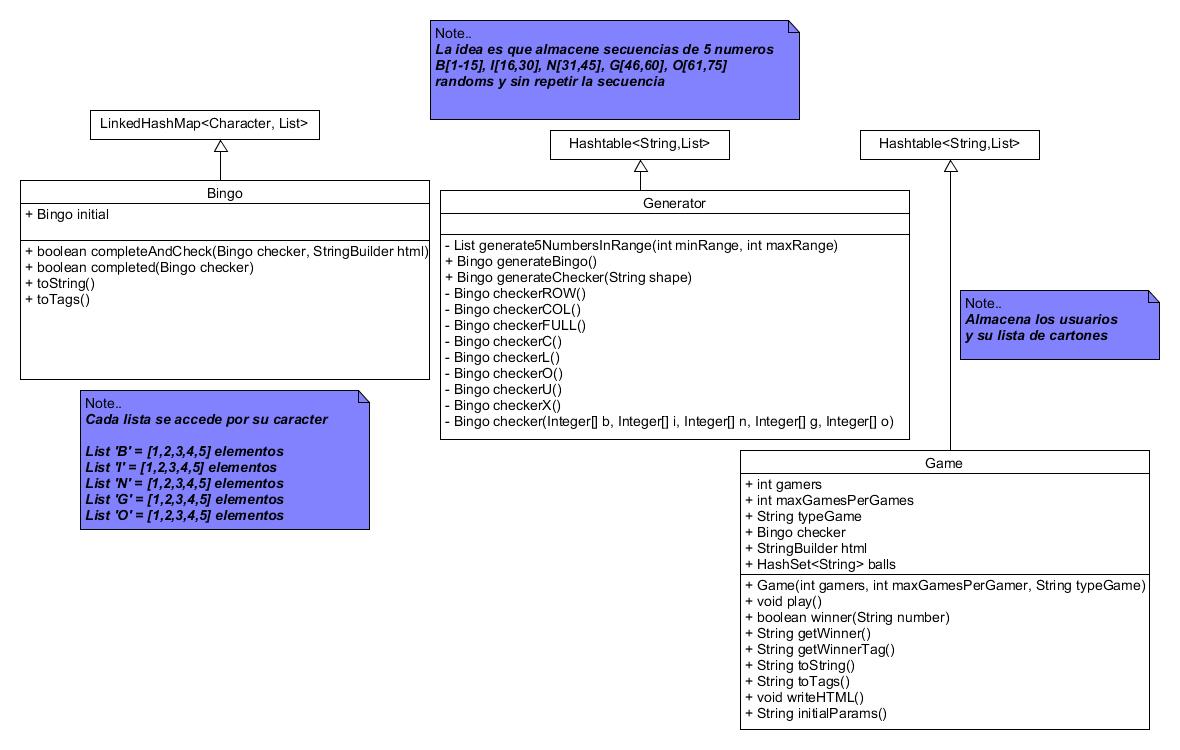 Note..
La idea es que almacene secuencias de 5 numeros
B[1-15], I[16,30], N[31,45], G[46,60], O[61,75]
randoms y sin repetir la secuencia
LinkedHashMap<Character, List>
Bingo
+ Bingo initial
+ boolean completeAndCheck(Bingo checker, StringBuilder html)
+ boolean completed(Bingo checker)
+ toString()
+ toTags()
Note..
Cada lista se accede por su caracter
List 'B' = [1,2,3,4,5] elementos
List 'I' = [1,2,3,4,5] elementos
List 'N' = [1,2,3,4,5] elementos
List 'G' = [1,2,3,4,5] elementos
List 'O' = [1,2,3,4,5] elementos
Hashtable<String,List>
Generator
- List generate5NumbersInRange(int minRange, int maxRange)
+ Bingo generateBingo()
+ Bingo generateChecker(String shape)
- Bingo checkerROW()
- Bingo checkerCOL()
- Bingo checkerFULL()
- Bingo checkerC()
- Bingo checkerL()
- Bingo checkerO()
- Bingo checkerU()
- Bingo checkerX()
- Bingo checker(Integer[] b, Integer[] i, Integer[] n, Integer[] g, Integer[] o)
Hashtable<String,List>
Note..
Almacena los usuarios
y su lista de cartones
Game
+ int gamers
+ int maxGamesPerGames
+ String typeGame
+ Bingo checker
+ StringBuilder html
+ HashSet<String> balls
+ Game(int gamers, int maxGamesPerGamer, String typeGame)
+ void play()
+ boolean winner(String number)
+ String getWinner()
+ String getWinnerTag()
+ String toString()
+ String toTags()
+ void writeHTML()
+ String initialParams()